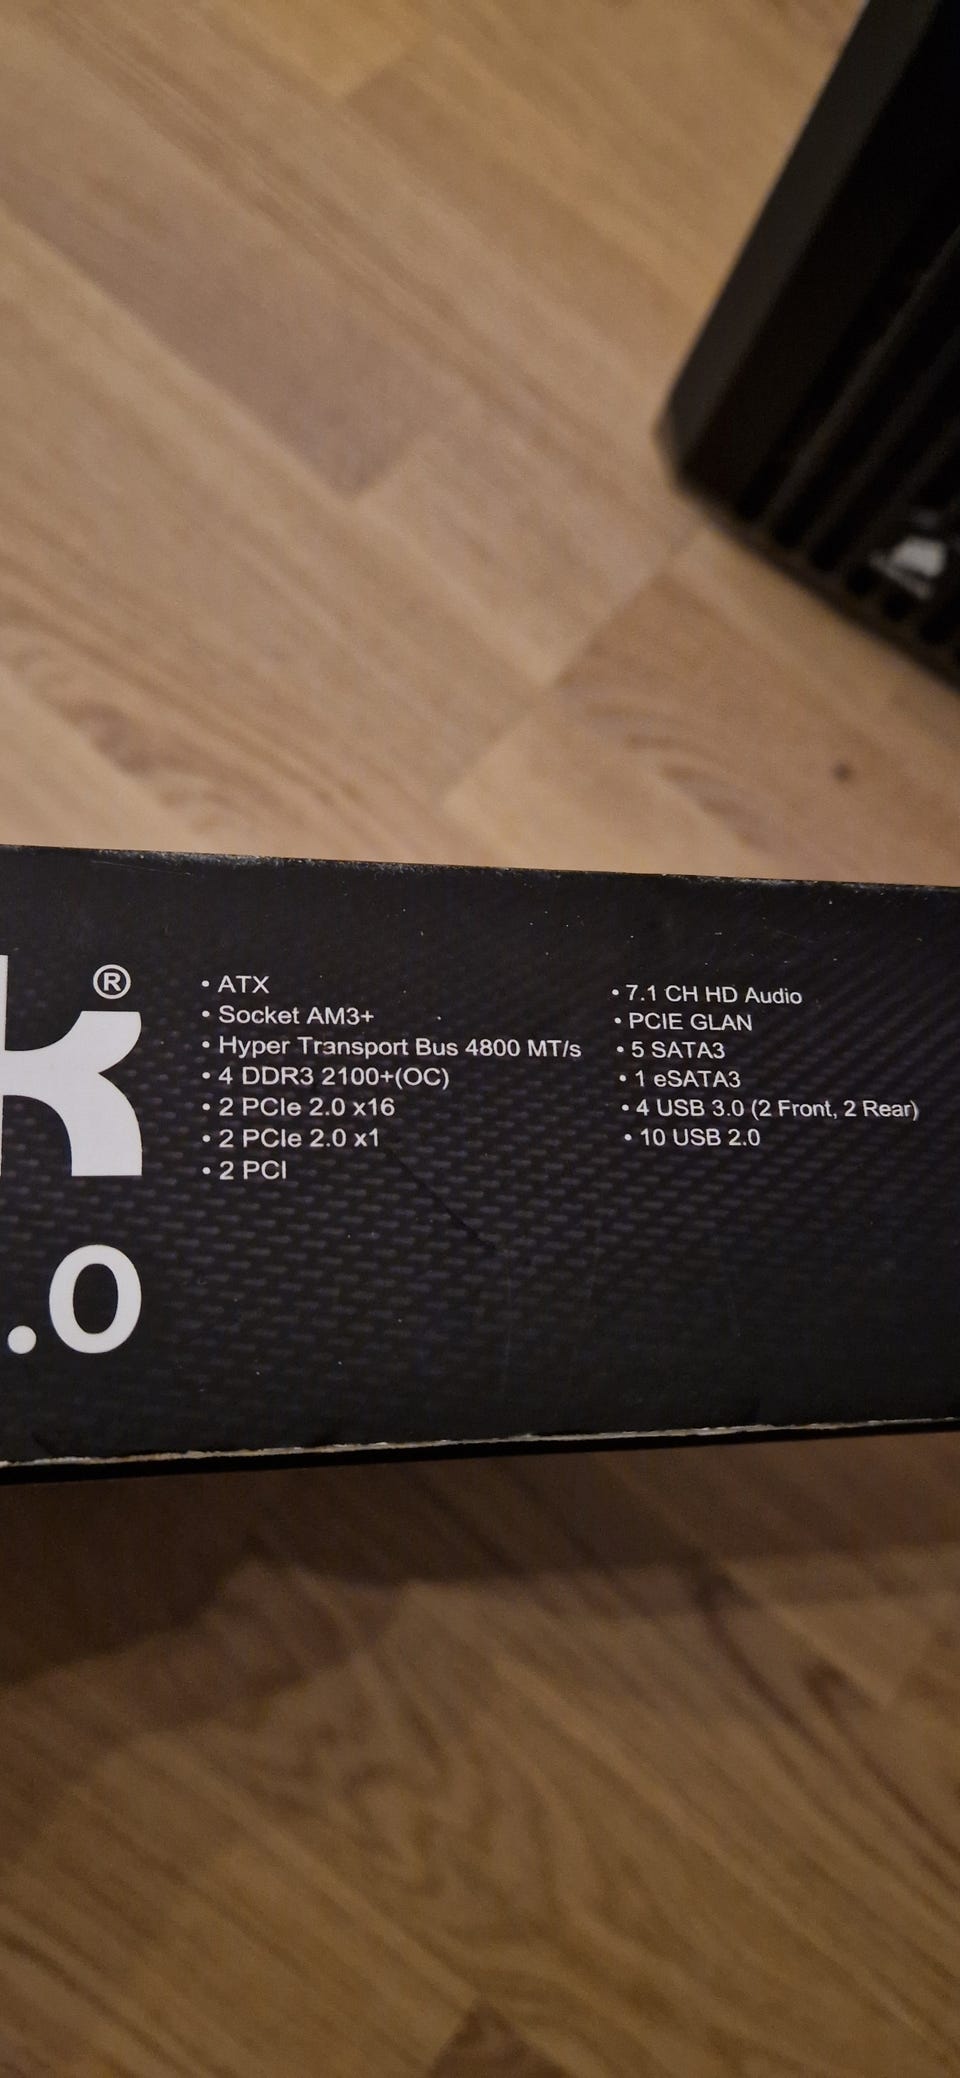 k®
.0
• ATX
• Socket AM3+
• Hyper Transport Bus 4800 MT/s
• 4 DDR3 2100+(OC)
• 2 PCIe 2.0 x16
• 2 PCIe 2.0 x1
• 2 PCI
• 7.1 CH HD Audio
• PCIE GLAN
• 5 SATA3
• 1 eSATA3
• 4 USB 3.0 (2 Front, 2 Rear)
• 10 USB 2.0